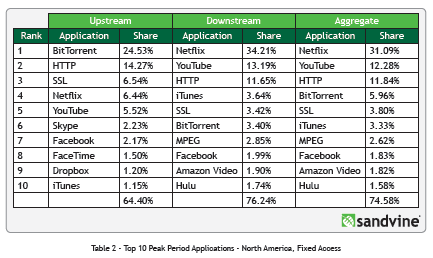 Upstream Downstream Aggregate
Rank Application Share Application Share Application Share
1 BitTorrent 24.53% Netflix 34.21% Netflix 31.09%
2 HTTP 14.27% YouTube 13.19% YouTube 12.28%
3 SSL 6.54% HTTP 11.65% HTTP 11.84%
4 Netflix 6.44% iTunes 3.64% BitTorrent 5.96%
5 YouTube 5.52% SSL 3.42% SSL 3.80%
6 Skype 2.23% BitTorrent 3.40% iTunes 3.33%
7 Facebook 2.17% MPEG 2.85% MPEG 2.62%
8 FaceTime 1.50% Facebook 1.99% Facebook 1.83%
9 Dropbox 1.20% Amazon Video 1.90% Amazon Video 1.82%
10 iTunes 1.15% Hulu 1.74% Hulu 1.58%
64.40% 76.24% 74.58%
sandvine
Table 2 - Top 10 Peak Period Applications - North America, Fixed Access